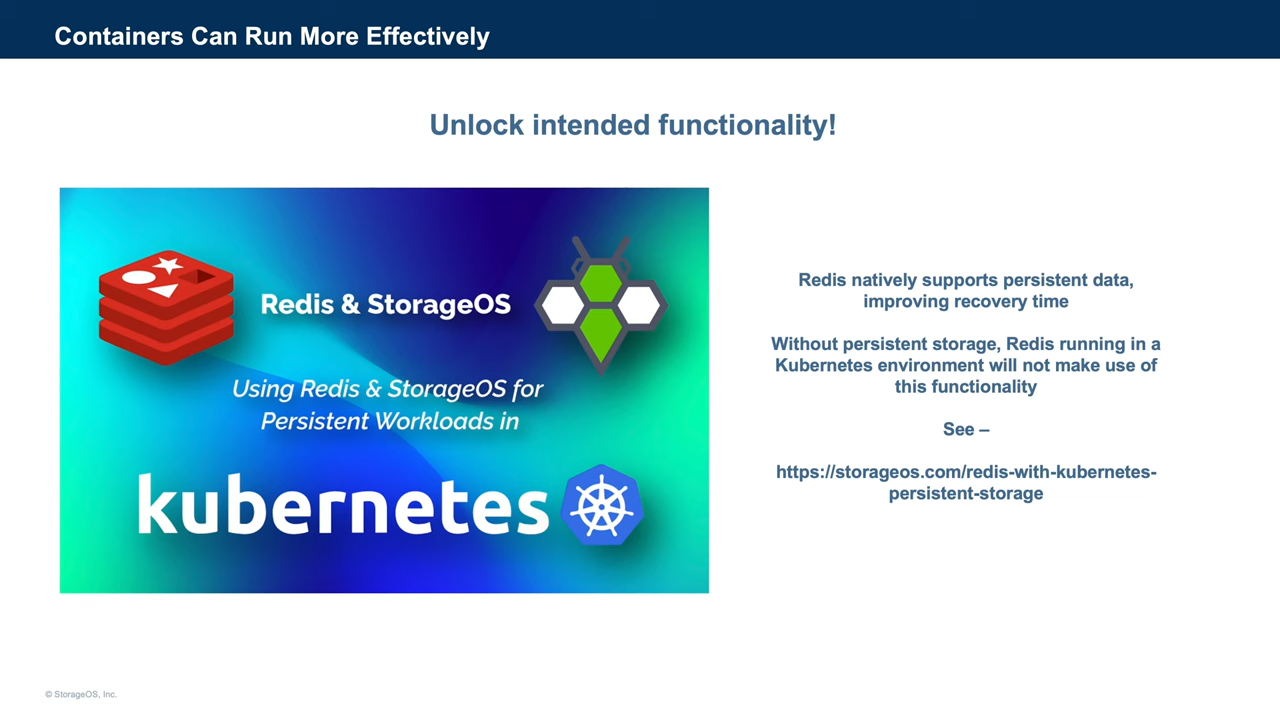 Containers Can Run More Effectively
Unlock intended functionality!
Redis & StorageOS
Using Redis & StorageOS for
Persistent Workloads in
kubernetes
Redis natively supports persistent data,
improving recovery time
Without persistent storage, Redis running in a
Kubernetes environment will not make use of
this functionality
See –
https://storageos.com/redis-with-kubernetes-
persistent-storage
© StorageOS, Inc.